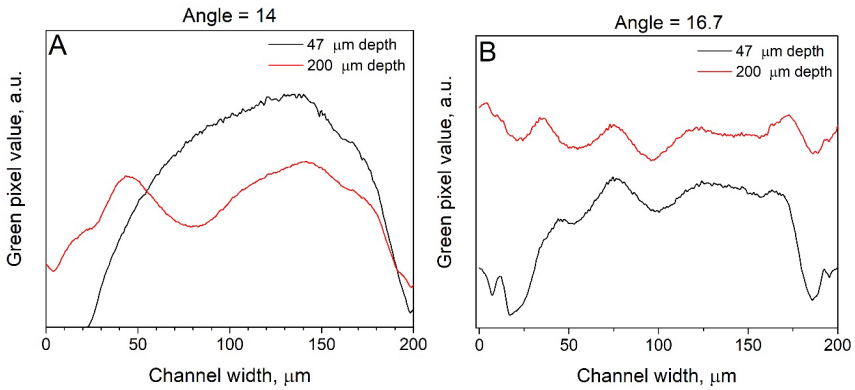 Angle = 14
A
47 μm depth
200 μm depth
Green pixel value, a.u.
0
50
100
150
200
Channel width, μm
Angle = 16.7
B
47 μm depth
200 μm depth
Green pixel value, a.u.
0
50
100
150
200
Channel width, μm